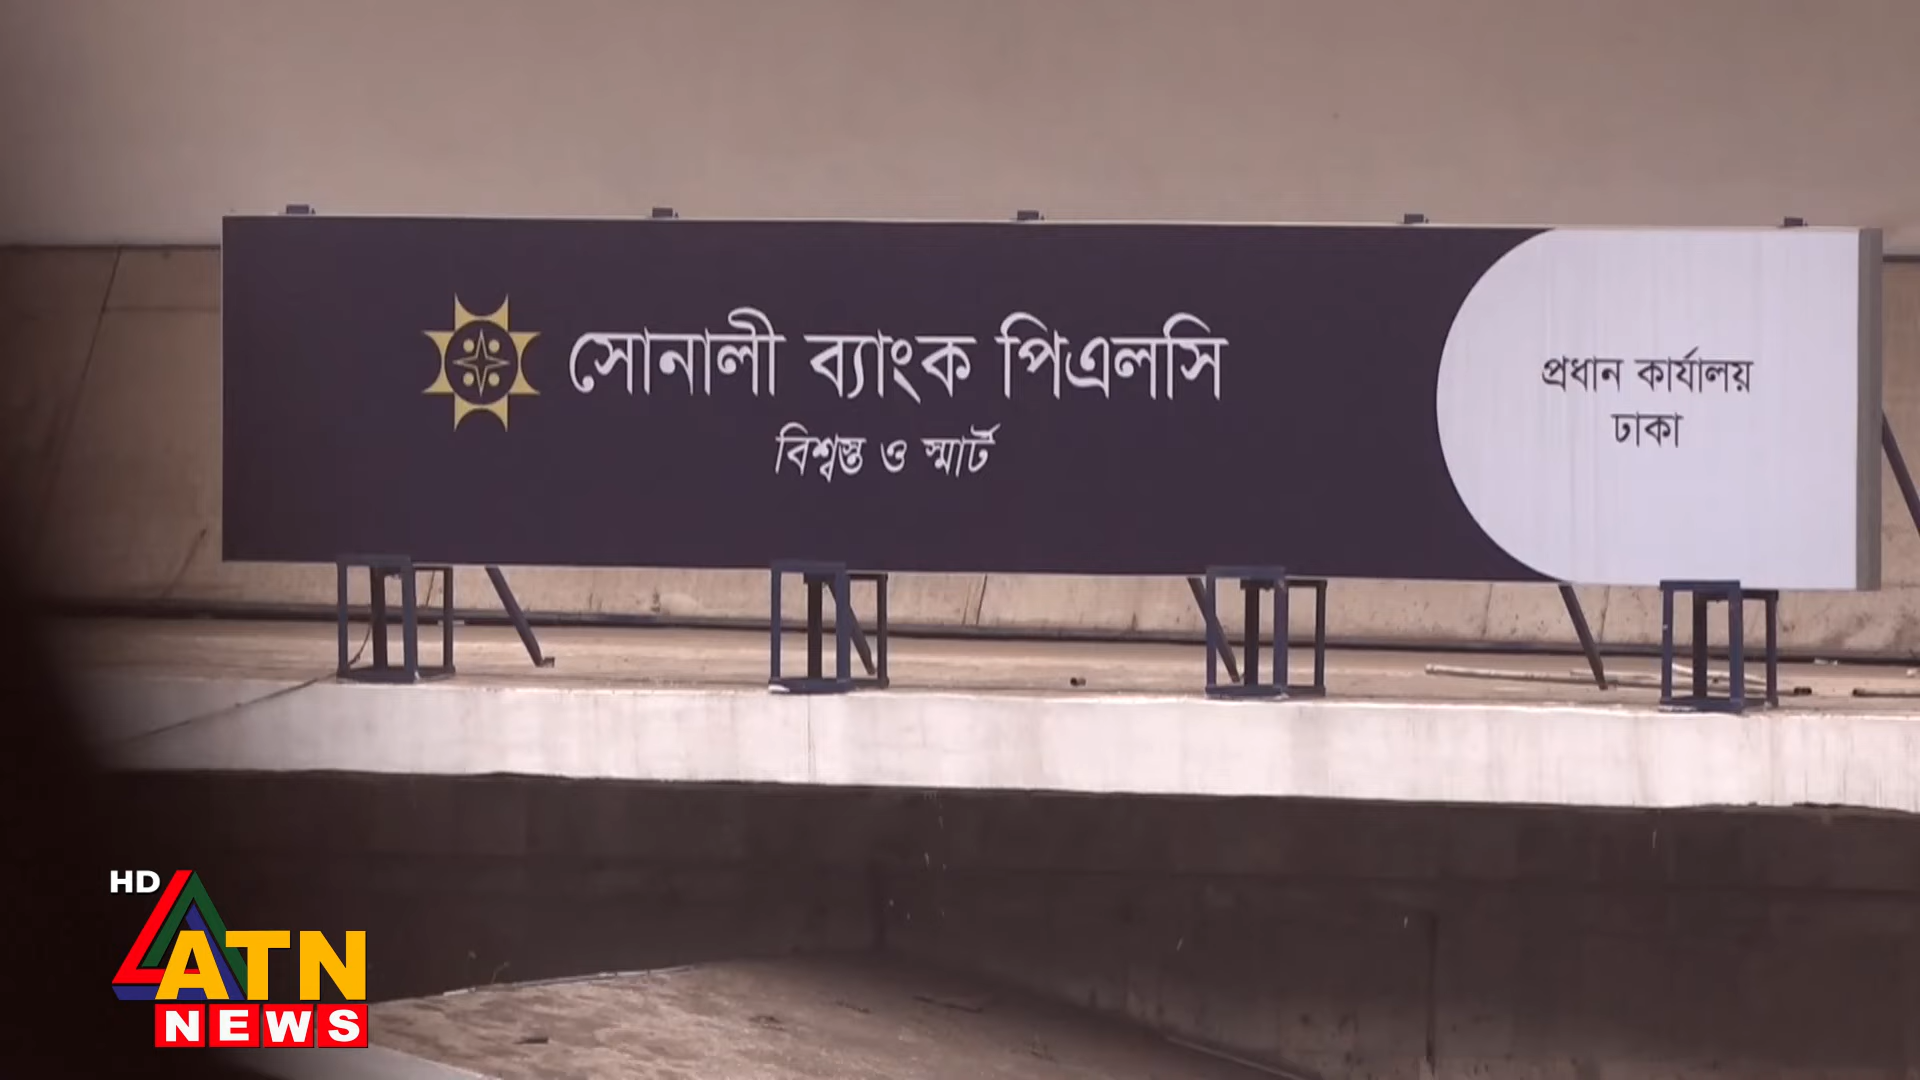 সোনালী ব্যাংক পিএলসি
বিশ্বস্ত ও স্মার্ট
প্রধান কার্যালয়
ঢাকা
HD
ATN
NEWS